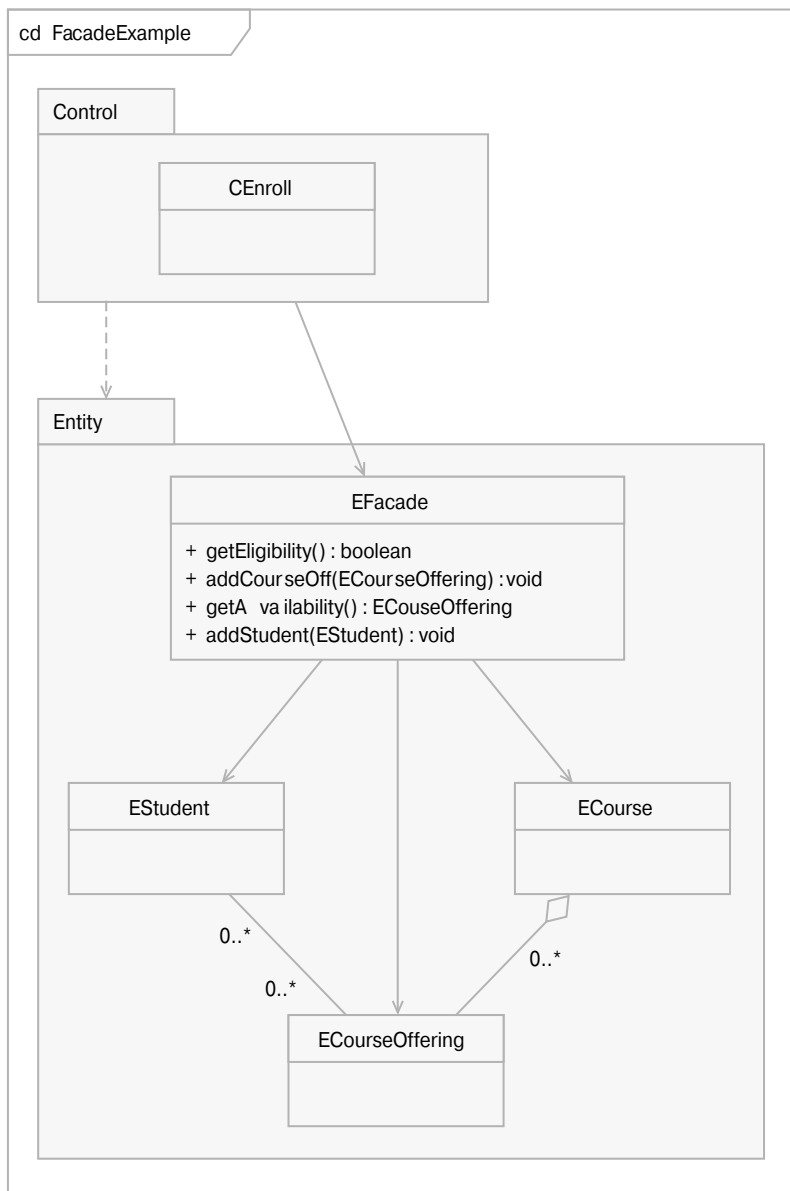 cd FacadeExample
Control
CEnroll
Entity
EFacade
+ getEligibility() : boolean
+ addCourseOff(ECourseOffering) : void
+ getA va ilability() : ECouseOffering
+ addStudent(EStudent) : void
EStudent
ECourse
0..*
0..*
0..*
ECourseOffering